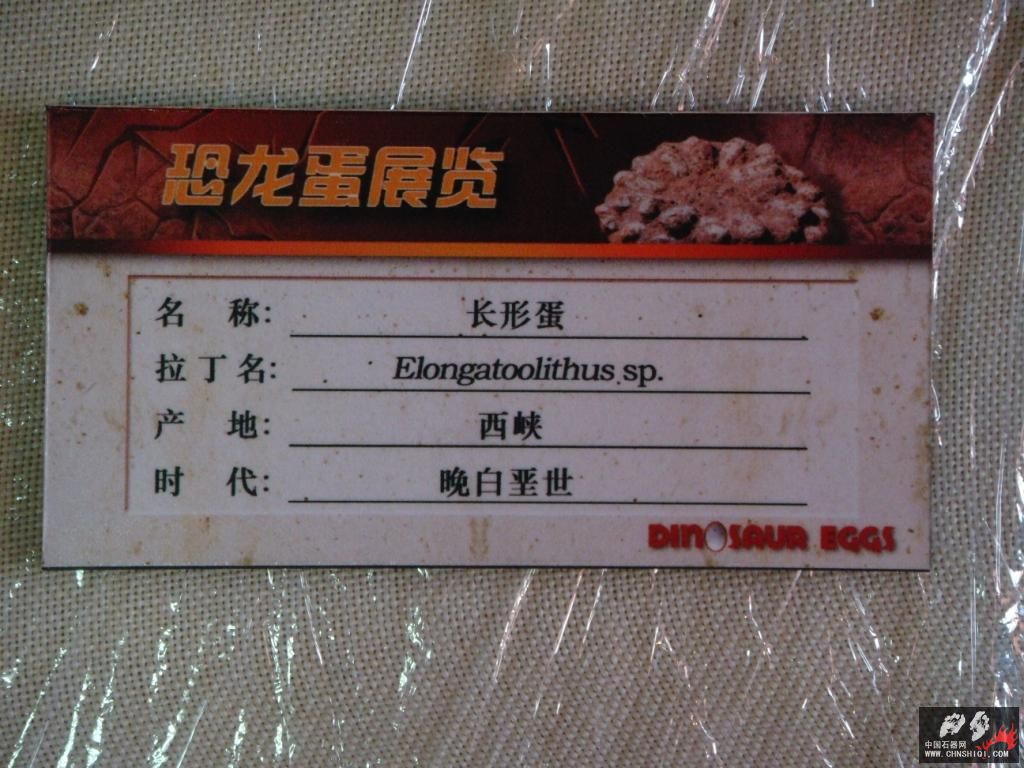 恐龙蛋展览
名 称: 长形蛋
拉丁名: Elongatoolithus sp.
产 地: 西峡
时 代: 晚白垩世
DINOSAUR EGGS
中国石器网
WWW.CHNSHIQI.COM